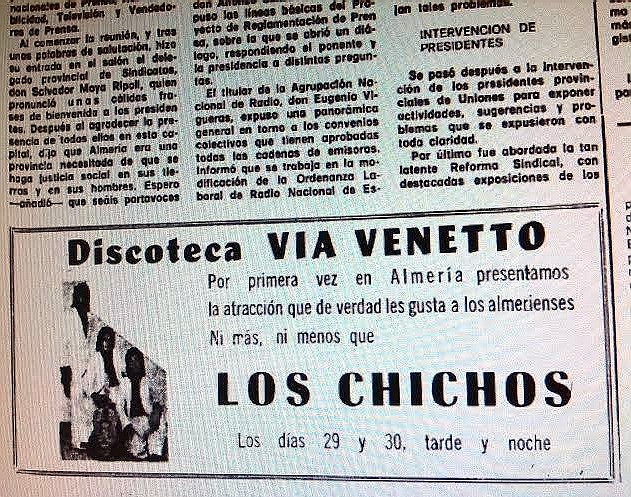 nacionales de Prensa, Radio, Pu-
blicidad, Televisión y Vendedo-
res de Prensa.
Al comenzar la reunión, y tras
unas palabras de salutación, hizo
su entrada en el salón el dele-
gado provincial de Sindicatos,
don Salvador Maya Ripoll, quien
pronunció unas cálidas fra-
ses de bienvenida a los presiden
tes. Después al agradecer la pre-
sencia de todos ellos en esta ca-
pital, dijo que Almería era una
provincia necesitada de que se
haga justicia social en sus tie-
rras y en sus hombres. Espero
—añadió— que seáis portavoces
puso las líneas básicas del Pro-
yecto de Reglamentación de Pren
sa, sobre la que se abrió un diá-
logo, respondiendo el ponente y
la presidencia a distintas pregun-
tas.
El titular de la Agrupación Na-
cional de Radio, don Eugenio Vi-
gueras, expuso una panorámica
general en torno a los convenios
colectivos que tienen aprobadas
todas las cadenas de emisoras.
Informó que se trabaja en la mo-
dificación de la Ordenanza La-
boral de Radio Nacional de Es-
lan tales problemas.
INTERVENCION DE
PRESIDENTES
Se pasó después a la interven-
ción de los presidentes provin-
ciales de Uniones para exponer
actividades, sugerencias y pro-
blemas que se expusieron con
toda claridad.
Por último fue abordada la tan
latente Reforma Sindical, con
destacadas exposiciones de los
Discoteca VIA VENETTO
Por primera vez en Almería presentamos
la atracción que de verdad les gusta a los almerienses
Ni más, ni menos que
LOS CHICHOS
Los días 29 y 30, tarde y noche